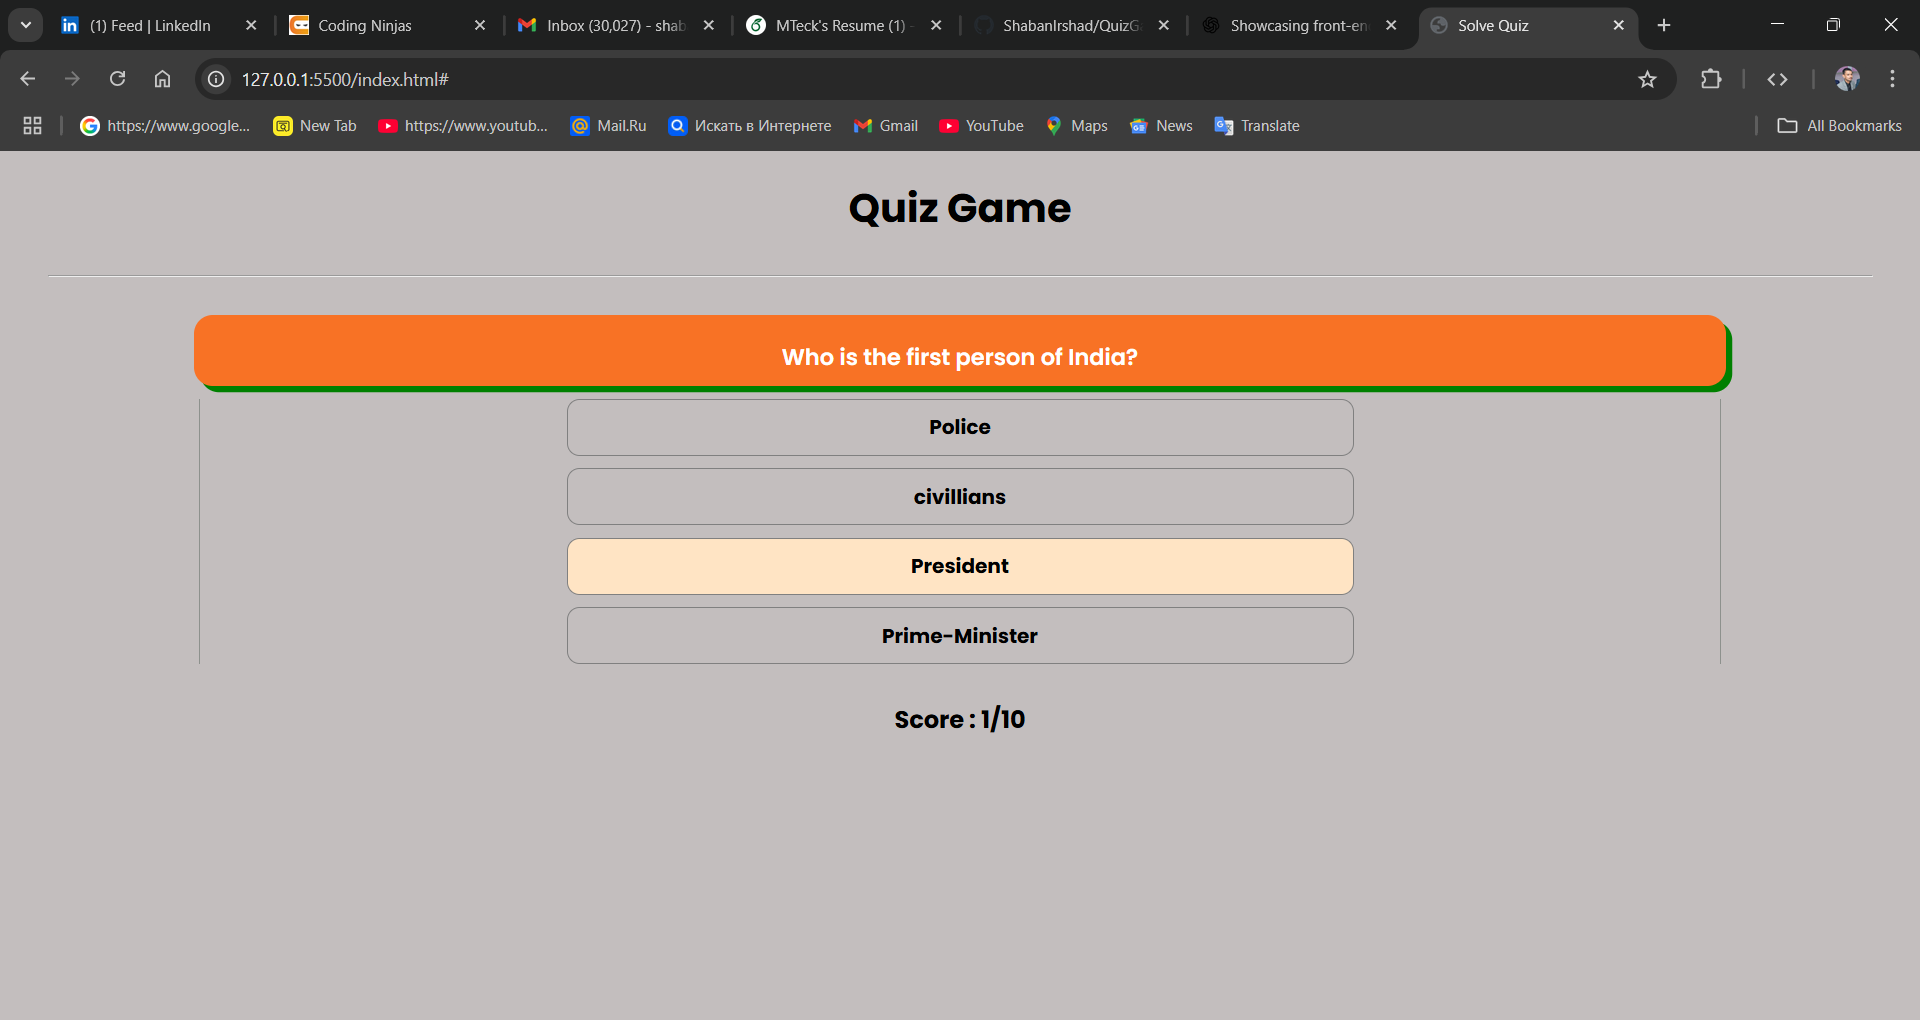 (1) Feed | LinkedIn
Coding Ninjas
Inbox (30,027) - shab
MTeck's Resume (1) -
ShabanIrshad/QuizG
Showcasing front-en
Solve Quiz
127.0.0.1:5500/index.html#
https://www.google...
New Tab
https://www.youtub...
Mail.Ru
Искать в Интернете
Gmail
YouTube
Maps
News
Translate
All Bookmarks
Quiz Game
Who is the first person of India?
Police
civillians
President
Prime-Minister
Score : 1/10